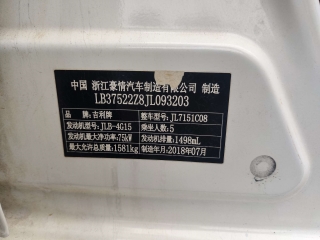 中国 浙江豪情汽车制造有限公司 制造
LB37522Z8JL093203
品牌：吉利牌 整车型号：JL7151C08
发动机型号：JLB-4G15 乘坐人数：5
发动机最大净功率：75kW 发动机排量：1498mL
最大允许总质量：1581kg 制造年月：2018年07月